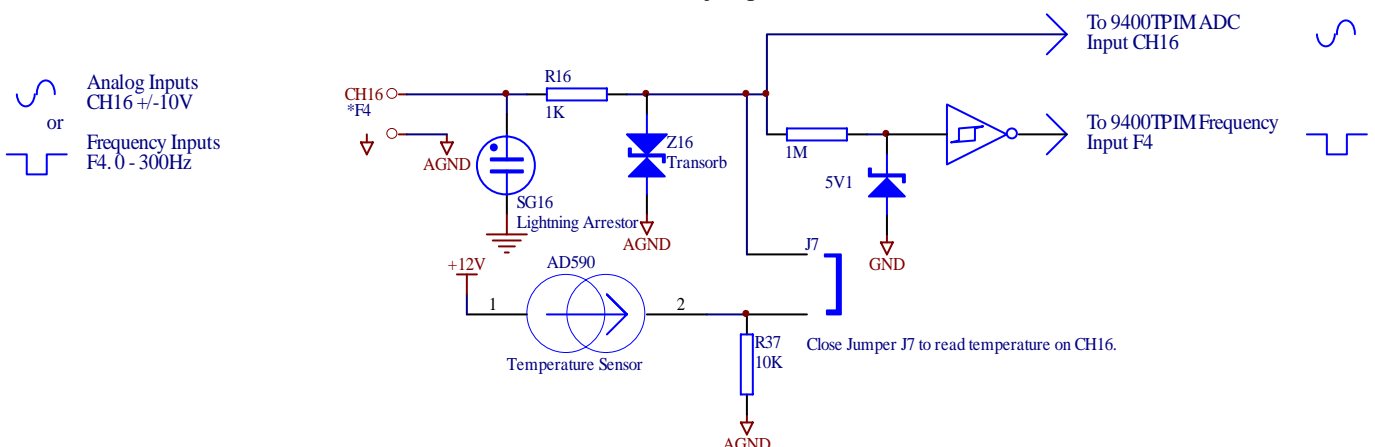 To 9400TPIM ADC
Input CH16
Analog Inputs
CH16 +/-10V
or
Frequency Inputs
F4. 0 - 300Hz
CH16
*F4
AGND
R16
1K
SG16
Lightning Arrestor
Z16
Transorb
AGND
1M
5V1
GND
To 9400TPIM Frequency
Input F4
+12V
1
AD590
2
Temperature Sensor
J7
R37
10K
AGND
Close Jumper J7 to read temperature on CH16.